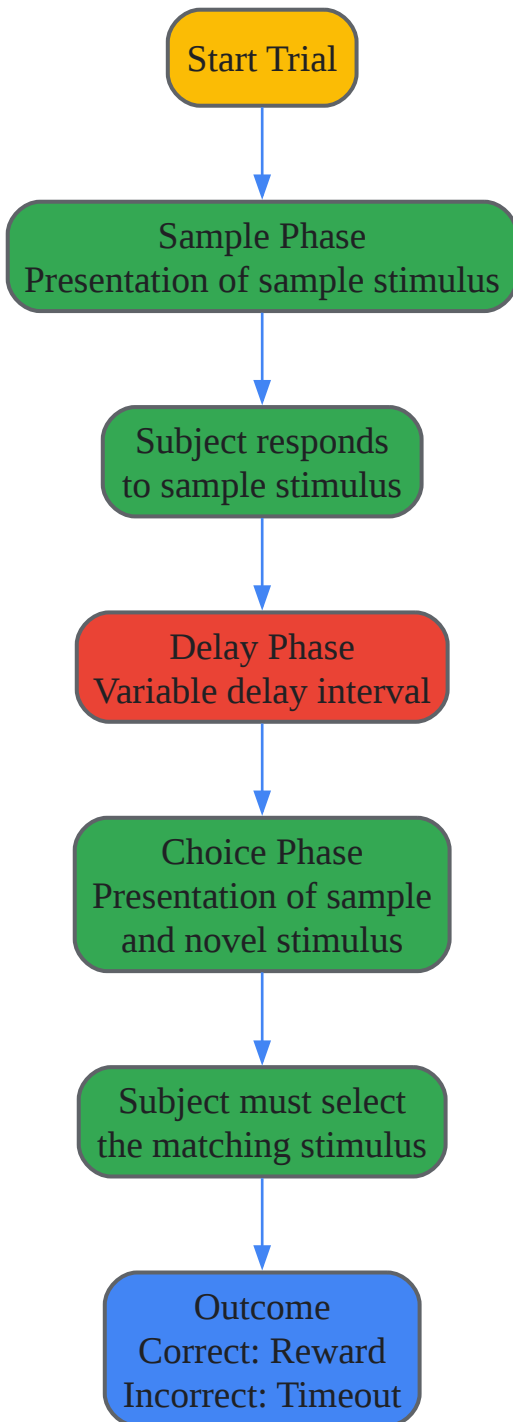 Start Trial
Sample Phase
Presentation of sample stimulus
Subject responds
to sample stimulus
Delay Phase
Variable delay interval
Choice Phase
Presentation of sample
and novel stimulus
Subject must select
the matching stimulus
Outcome
Correct: Reward
Incorrect: Timeout